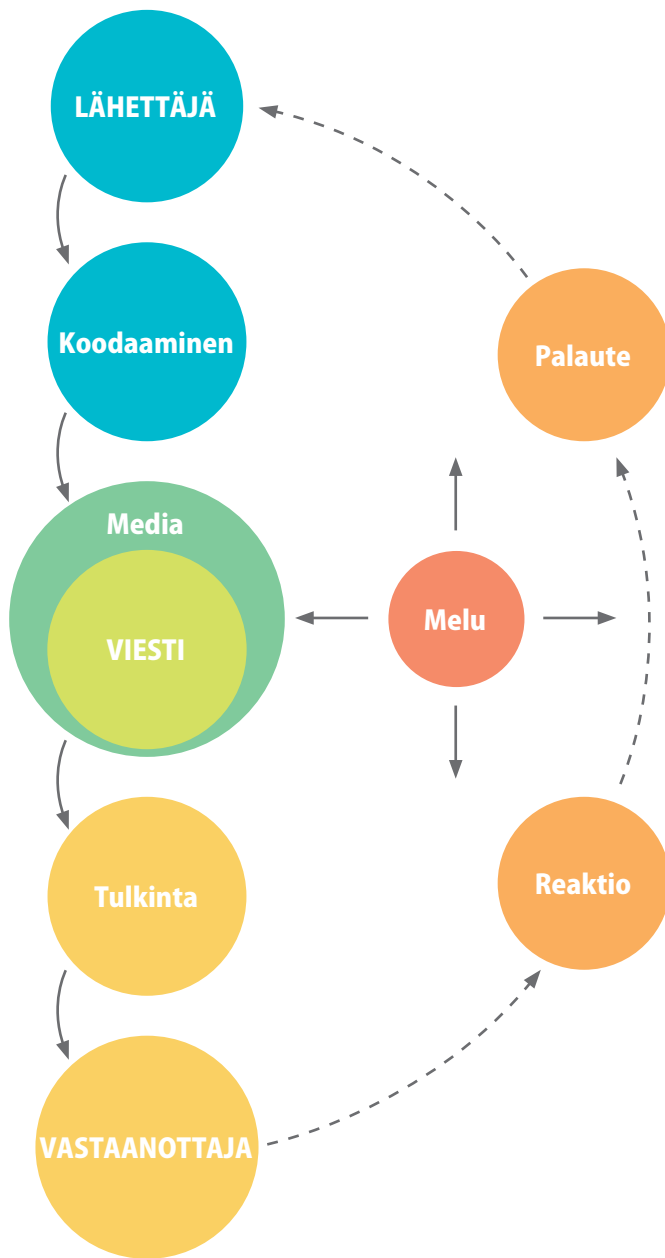 LÄHETTÄJÄ
Koodaaminen
Palaute
Media
VIESTI
Melu
Tulkinta
Reaktio
VASTAANOTTAJA